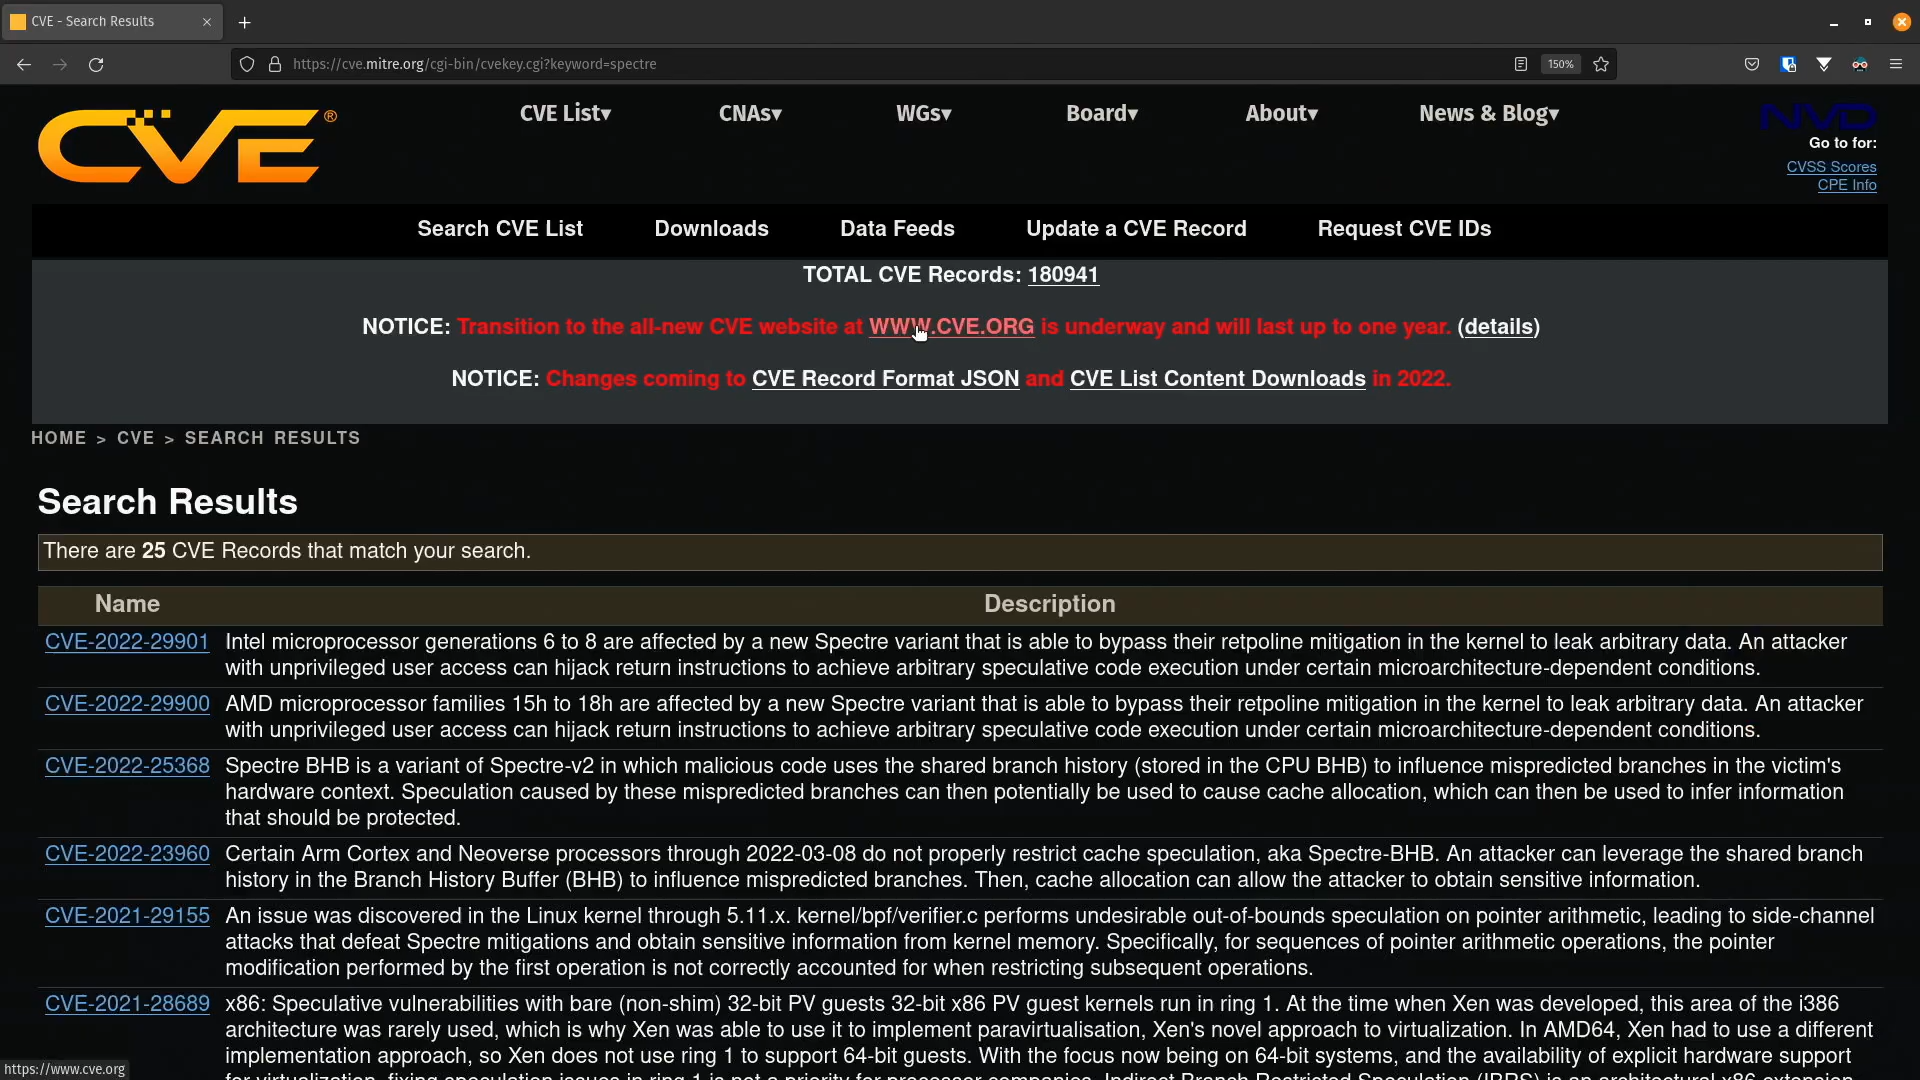 CVE - Search Results
https://cve.mitre.org/cgi-bin/cvekey.cgi?keyword=spectre
150%
CVE®
CVE List▾ CNAs▾ WGs▾ Board▾ About▾ News & Blog▾
NVD
Go to for:
CVSS Scores
CPE Info
Search CVE List Downloads Data Feeds Update a CVE Record Request CVE IDs
TOTAL CVE Records: 180941
NOTICE: Transition to the all-new CVE website at WWW.CVE.ORG is underway and will last up to one year. (details)
NOTICE: Changes coming to CVE Record Format JSON and CVE List Content Downloads in 2022.
HOME > CVE > SEARCH RESULTS
Search Results
There are 25 CVE Records that match your search.
Name Description
CVE-2022-29901 Intel microprocessor generations 6 to 8 are affected by a new Spectre variant that is able to bypass their retpoline mitigation in the kernel to leak arbitrary data. An attacker
with unprivileged user access can hijack return instructions to achieve arbitrary speculative code execution under certain microarchitecture-dependent conditions.
CVE-2022-29900 AMD microprocessor families 15h to 18h are affected by a new Spectre variant that is able to bypass their retpoline mitigation in the kernel to leak arbitrary data. An attacker
with unprivileged user access can hijack return instructions to achieve arbitrary speculative code execution under certain microarchitecture-dependent conditions.
CVE-2022-25368 Spectre BHB is a variant of Spectre-v2 in which malicious code uses the shared branch history (stored in the CPU BHB) to influence mispredicted branches in the victim's
hardware context. Speculation caused by these mispredicted branches can then potentially be used to cause cache allocation, which can then be used to infer information
that should be protected.
CVE-2022-23960 Certain Arm Cortex and Neoverse processors through 2022-03-08 do not properly restrict cache speculation, aka Spectre-BHB. An attacker can leverage the shared branch
history in the Branch History Buffer (BHB) to influence mispredicted branches. Then, cache allocation can allow the attacker to obtain sensitive information.
CVE-2021-29155 An issue was discovered in the Linux kernel through 5.11.x. kernel/bpf/verifier.c performs undesirable out-of-bounds speculation on pointer arithmetic, leading to side-channel
attacks that defeat Spectre mitigations and obtain sensitive information from kernel memory. Specifically, for sequences of pointer arithmetic operations, the pointer
modification performed by the first operation is not correctly accounted for when restricting subsequent operations.
CVE-2021-28689 x86: Speculative vulnerabilities with bare (non-shim) 32-bit PV guests 32-bit x86 PV guest kernels run in ring 1. At the time when Xen was developed, this area of the i386
architecture was rarely used, which is why Xen was able to use it to implement paravirtualisation, Xen's novel approach to virtualization. In AMD64, Xen had to use a different
implementation approach, so Xen does not use ring 1 to support 64-bit guests. With the focus now being on 64-bit systems, and the availability of explicit hardware support
for virtualization, fixing speculation issues in ring 1 is not a priority for processor companies. Indirect Branch Restricted Speculation (IBRS) is an architectural x86 extension
https://www.cve.org